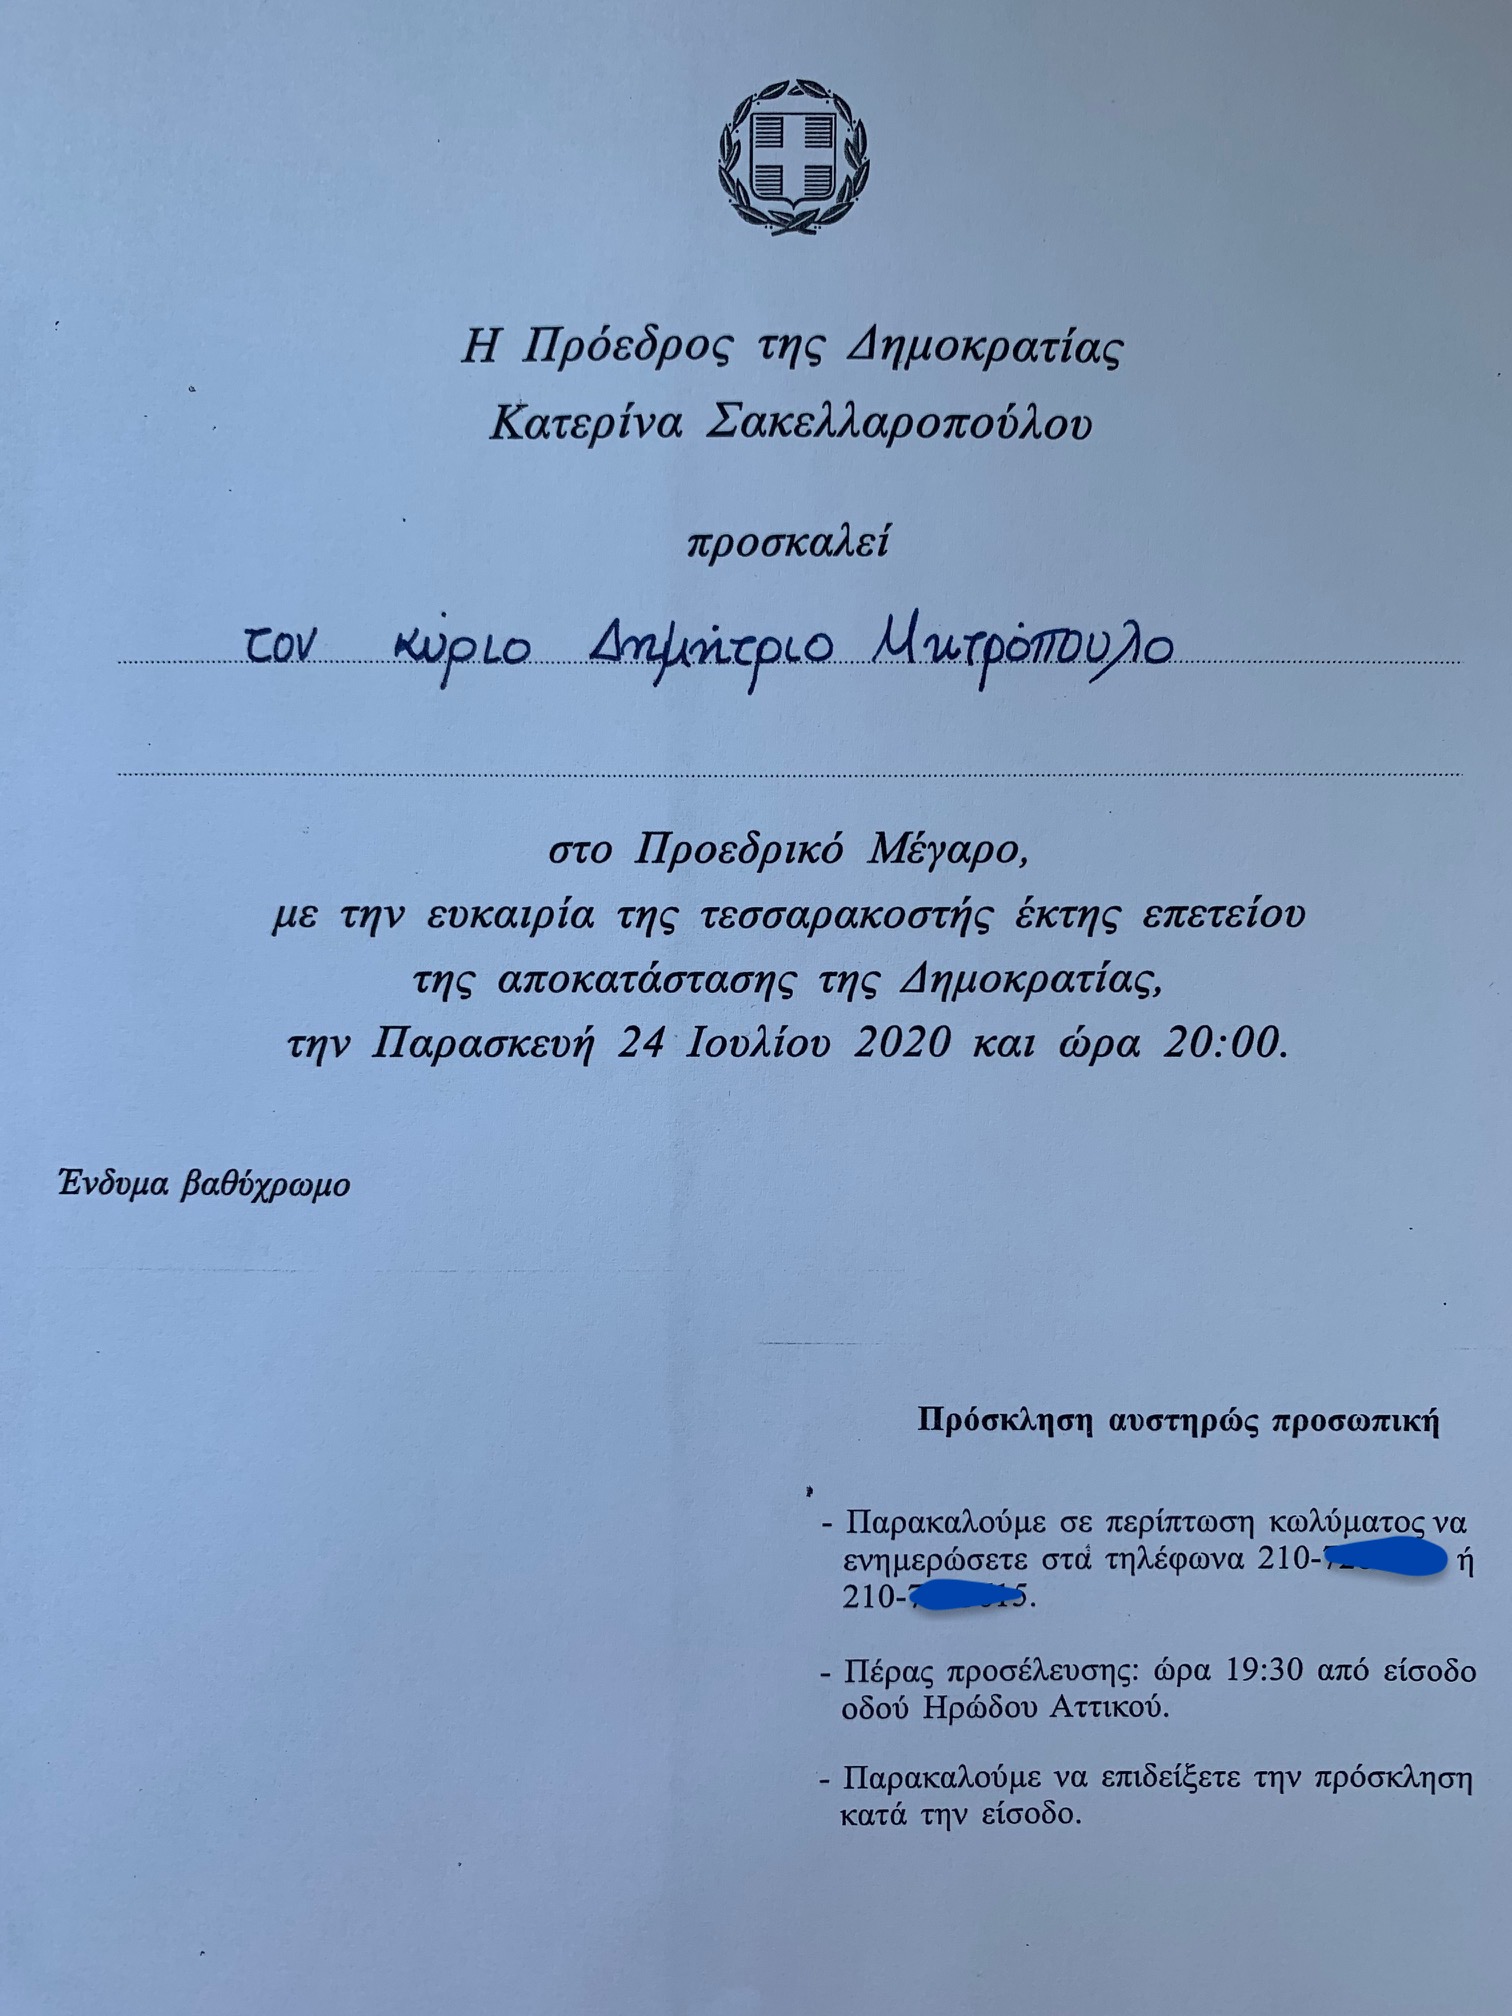 Η Πρόεδρος της Δημοκρατίας
Κατερίνα Σακελλαροπούλου
προσκαλεί
τον κύριο Δημήτριο Μητρόπουλο
στο Προεδρικό Μέγαρο,
με την ευκαιρία της τεσσαρακοστής έκτης επετείου
της αποκατάστασης της Δημοκρατίας,
την Παρασκευή 24 Ιουλίου 2020 και ώρα 20:00.
Ένδυμα βαθύχρωμο
Πρόσκληση αυστηρώς προσωπική
- Παρακαλούμε σε περίπτωση κωλύματος να
ενημερώσετε στα τηλέφωνα 210- ή
210-
- Πέρας προσέλευσης: ώρα 19:30 από είσοδο
οδού Ηρώδου Αττικού.
- Παρακαλούμε να επιδείξετε την πρόσκληση
κατά την είσοδο.